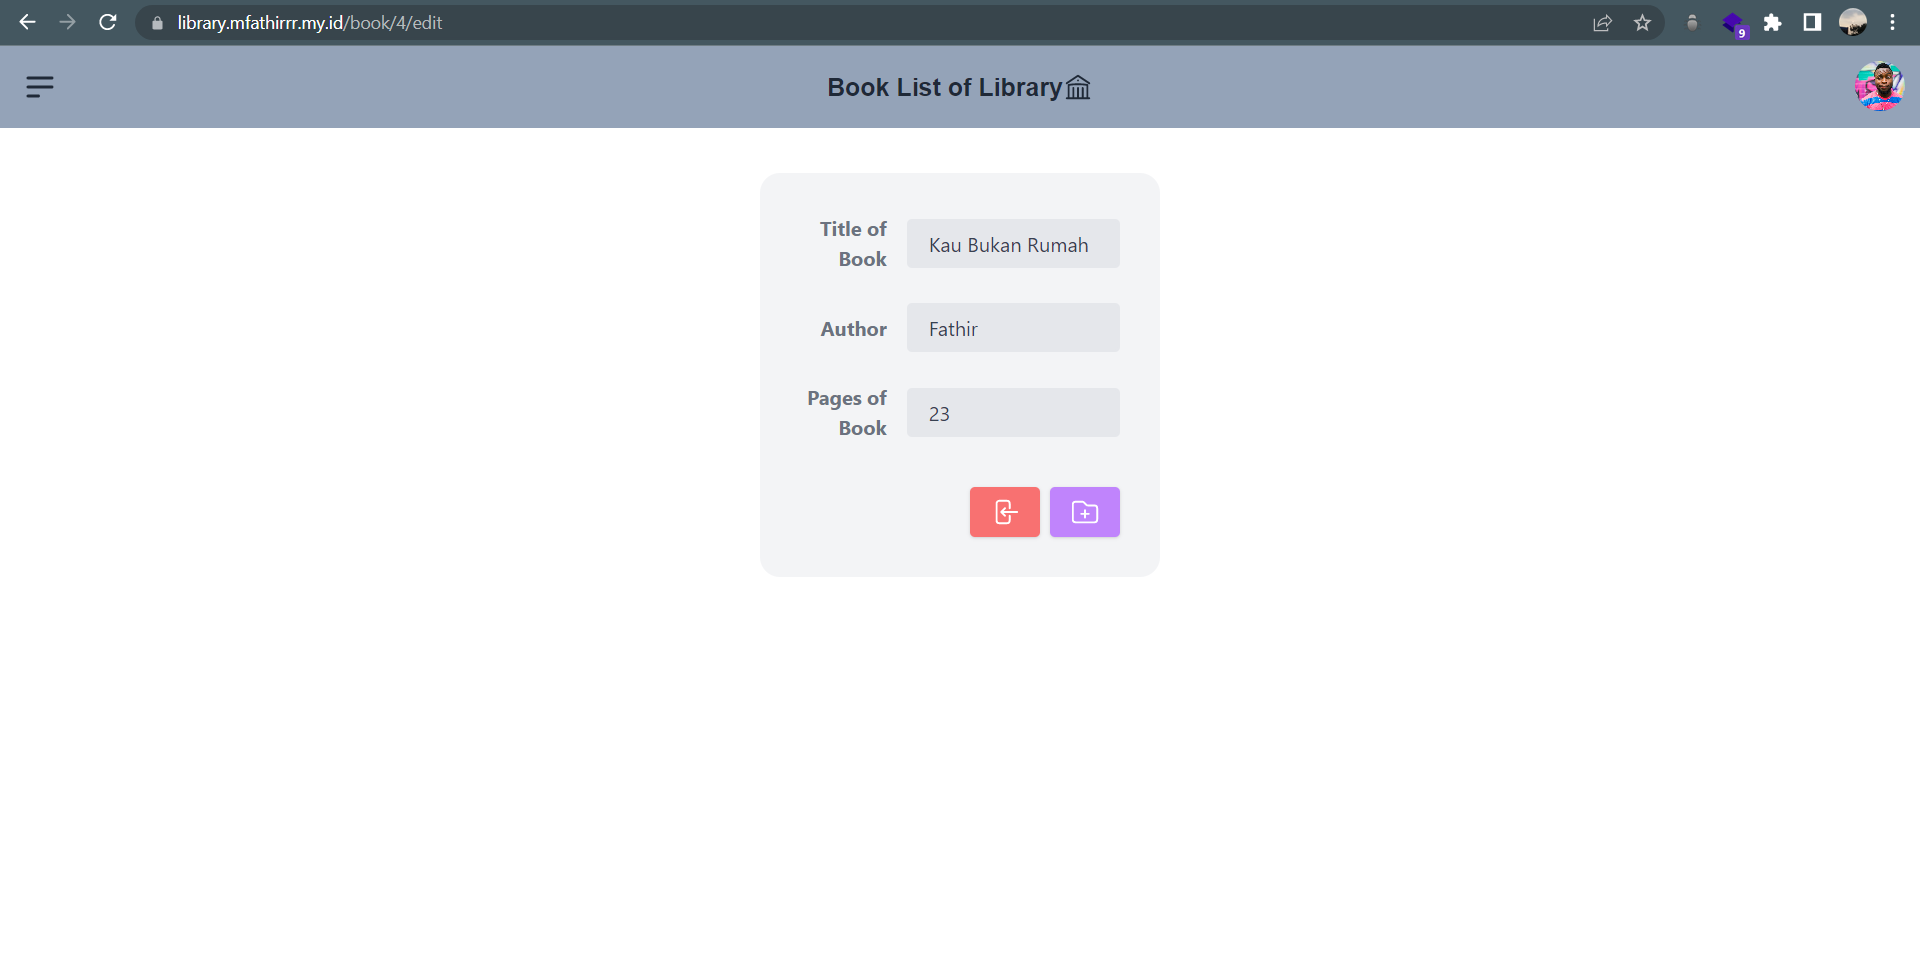 library.mfathirrr.my.id/book/4/edit
9
Book List of Library
Title of
Book
Kau Bukan Rumah
Author
Fathir
Pages of
Book
23